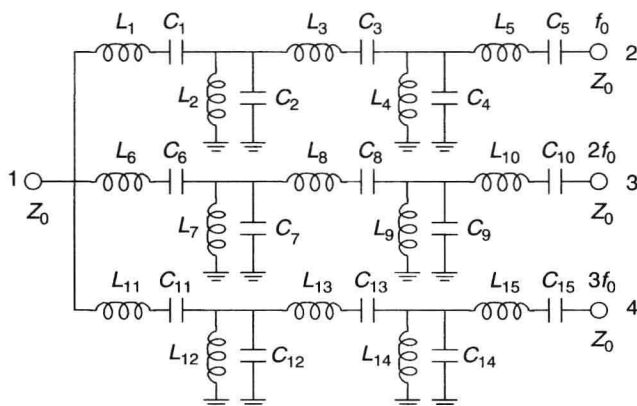 L1 C1 L3 C3 L5 C5 f0
2
L2 C2 L4 C4 Z0
L6 C6 L8 C8 L10 C10 2f0
1 3
Z0 L7 C7 L9 C9 Z0
L11 C11 L13 C13 L15 C15 3f0
4
L12 C12 L14 C14 Z0